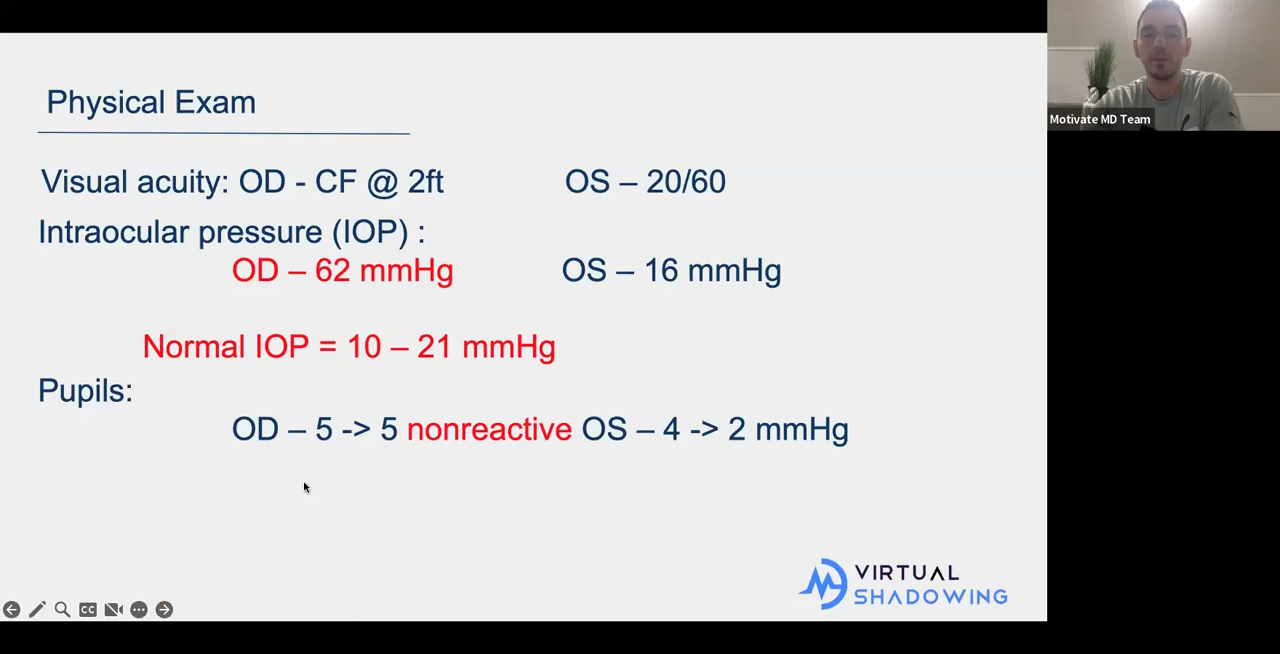 Physical Exam
Visual acuity: OD - CF @ 2ft OS – 20/60
Intraocular pressure (IOP) :
OD – 62 mmHg OS – 16 mmHg
Normal IOP = 10 – 21 mmHg
Pupils:
OD – 5 -> 5 nonreactive OS – 4 -> 2 mmHg
VIRTUAL
SHADOWING
CC
Motivate MD Team